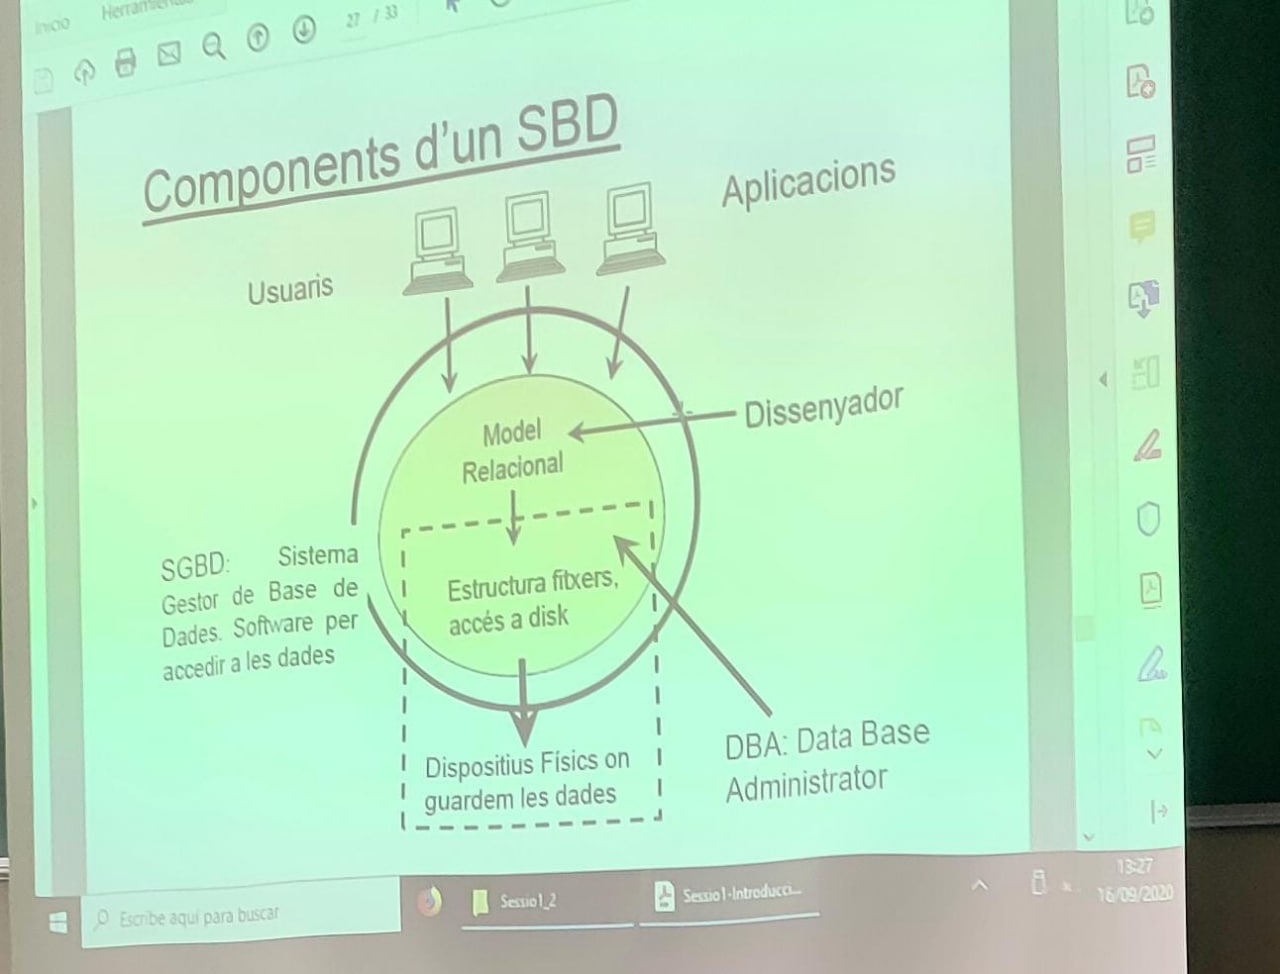 Inicio
Herramientas
27 / 33
Components d'un SBD
Aplicacions
Usuaris
Dissenyador
Model
Relacional
SGBD: Sistema
Gestor de Base de
Dades. Software per
accedir a les dades
Estructura fitxers,
accés a disk
Dispositius Físics on
guardem les dades
DBA: Data Base
Administrator
Escribe aquí para buscar
Sessio1_2
Sessio1-Introducci...
13:27
16/09/2020